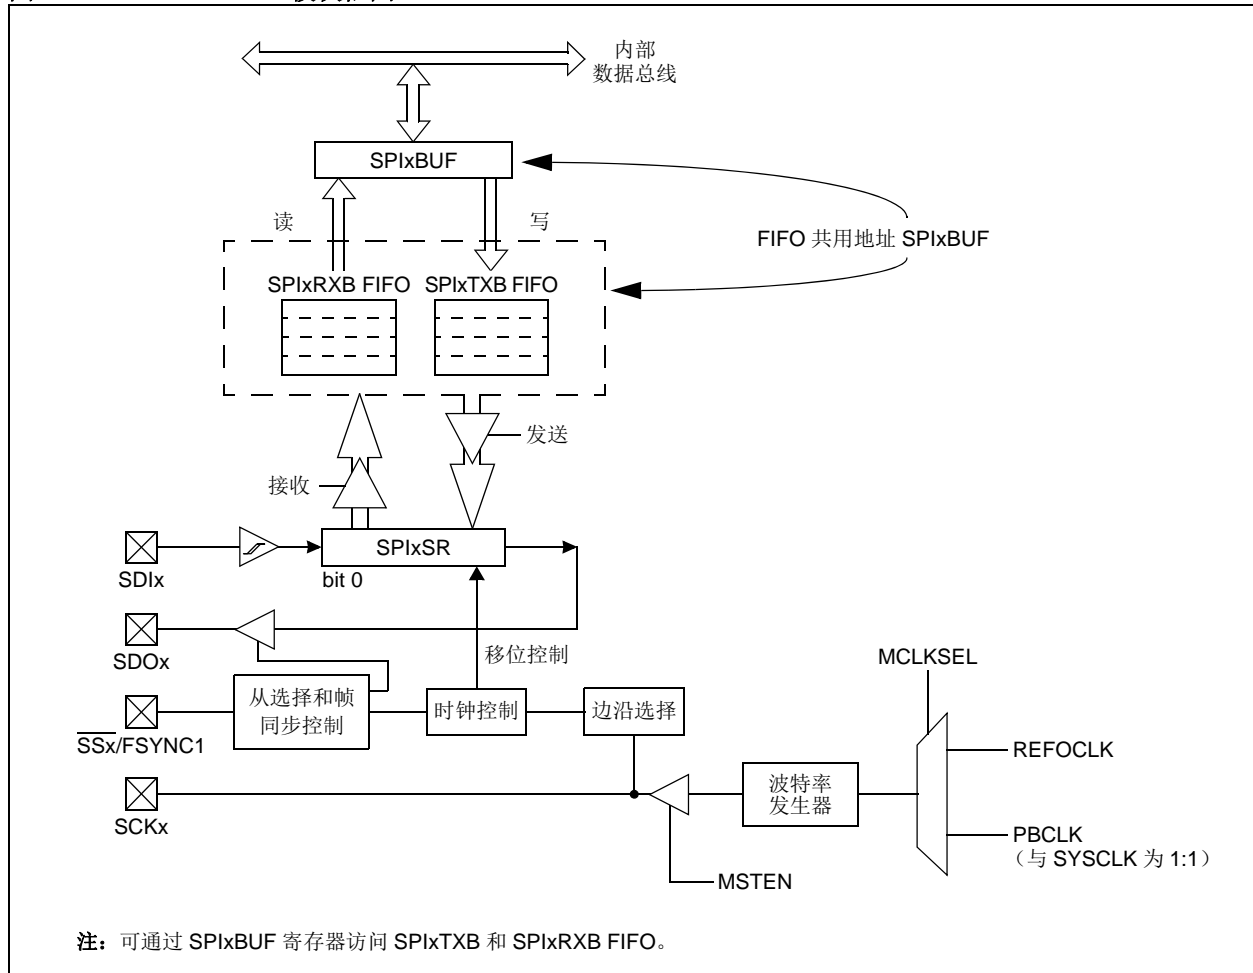 内部
数据总线
SPIxBUF
读
写
FIFO 共用地址 SPIxBUF
SPIxRXB FIFO
SPIxTXB FIFO
发送
接收
SPIxSR
SDIx
bit 0
SDOx
移位控制
MCLKSEL
从选择和帧
同步控制
时钟控制
边沿选择
SSx/FSYNC1
REFOCLK
波特率
发生器
SCKx
PBCLK
（与 SYSCLK 为 1:1）
MSTEN
注：可通过 SPIxBUF 寄存器访问 SPIxTXB 和 SPIxRXB FIFO。